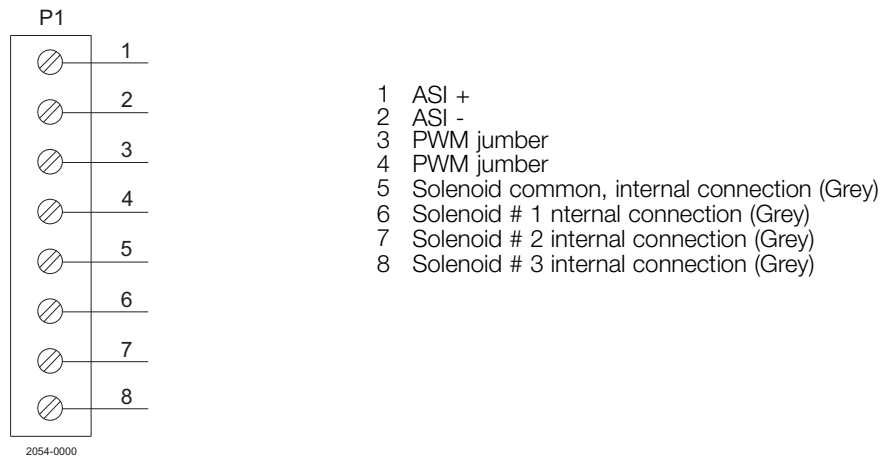 P1
1
2
3
4
5
6
7
8
2054-0000
1 ASI +
2 ASI -
3 PWM jumber
4 PWM jumber
5 Solenoid common, internal connection (Grey)
6 Solenoid # 1 nternal connection (Grey)
7 Solenoid # 2 internal connection (Grey)
8 Solenoid # 3 internal connection (Grey)